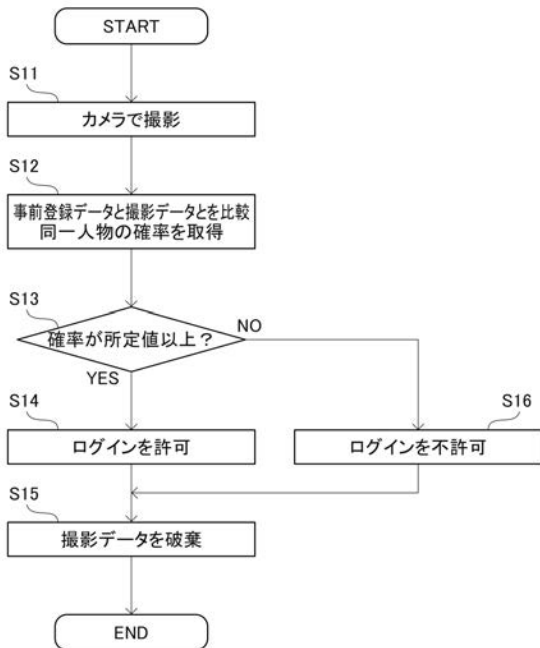 START
S11
カメラで撮影
S12
事前登録データと撮影データとを比較
同一人物の確率を取得
S13
確率が所定値以上？
NO
YES
S14
ログインを許可
S16
ログインを不許可
S15
撮影データを破棄
END